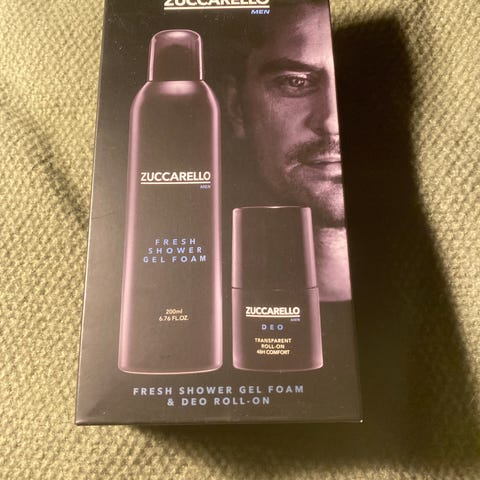 ZUCCARELLO
MEN
ZUCCARELLO
MEN
FRESH
SHOWER
GEL FOAM
200ml
6.76 FL.OZ.
ZUCCARELLO
MEN
DEO
TRANSPARENT
ROLL-ON
48H COMFORT
FRESH SHOWER GEL FOAM
& DEO ROLL-ON